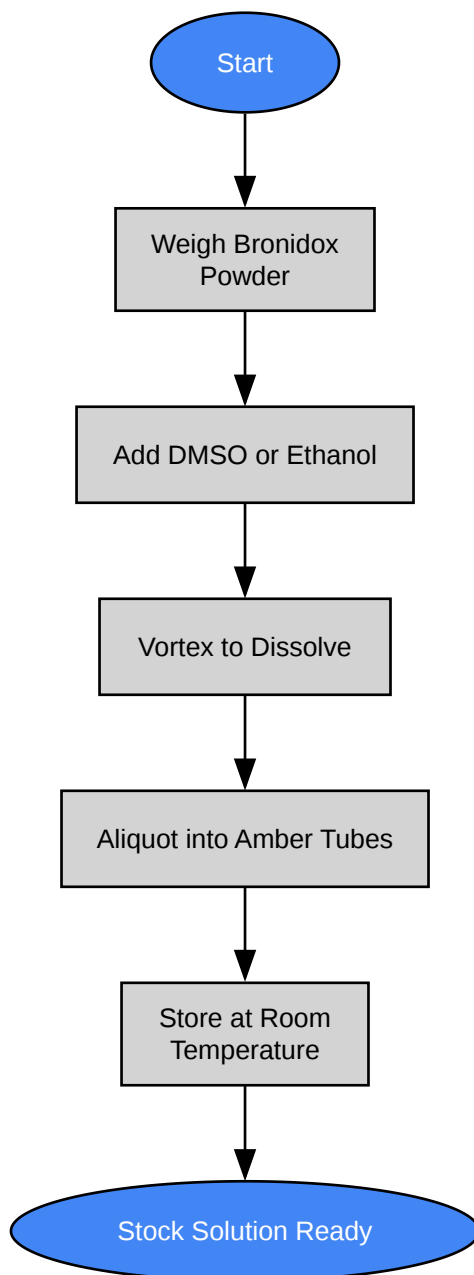 Start
Weigh Bronidox
Powder
Add DMSO or Ethanol
Vortex to Dissolve
Aliquot into Amber Tubes
Store at Room
Temperature
Stock Solution Ready